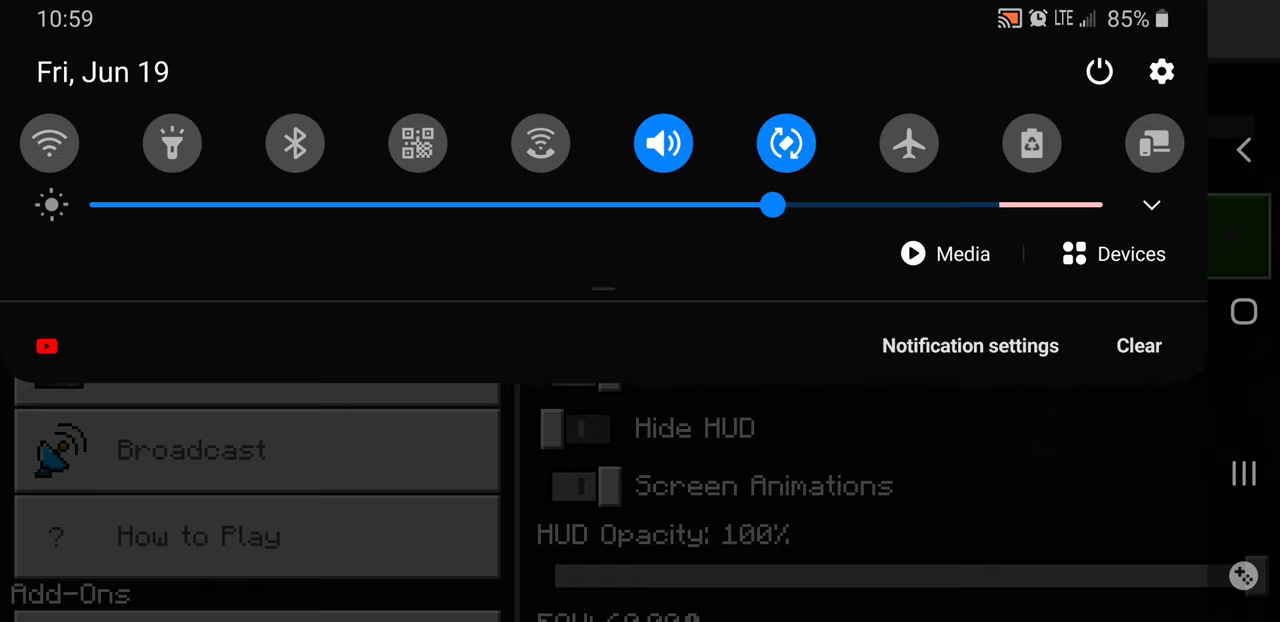 10:59
LTE 85%
Fri, Jun 19
Media
Devices
Notification settings
Clear
Hide HUD
Broadcast
Screen Animations
HUD Opacity: 100%
How to Play
Add-Ons